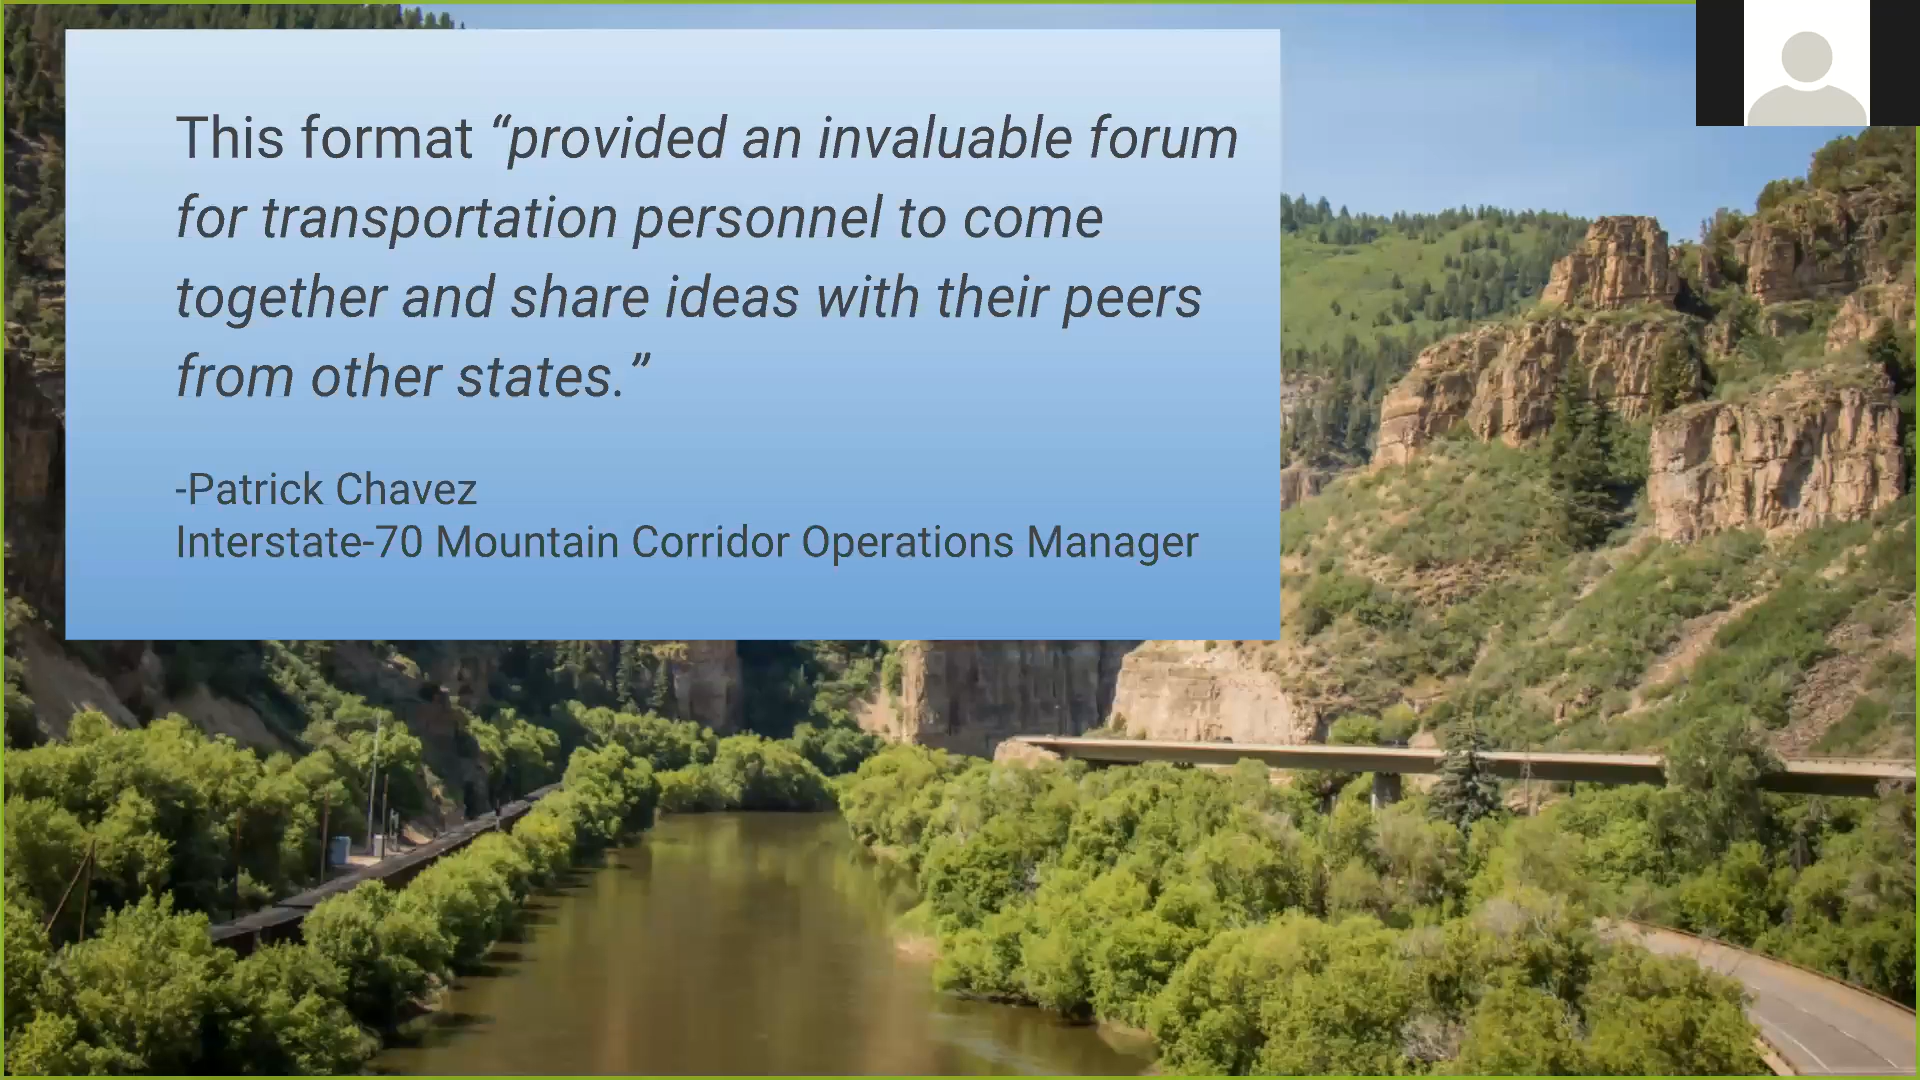 This format “provided an invaluable forum
for transportation personnel to come
together and share ideas with their peers
from other states.”
-Patrick Chavez
Interstate-70 Mountain Corridor Operations Manager